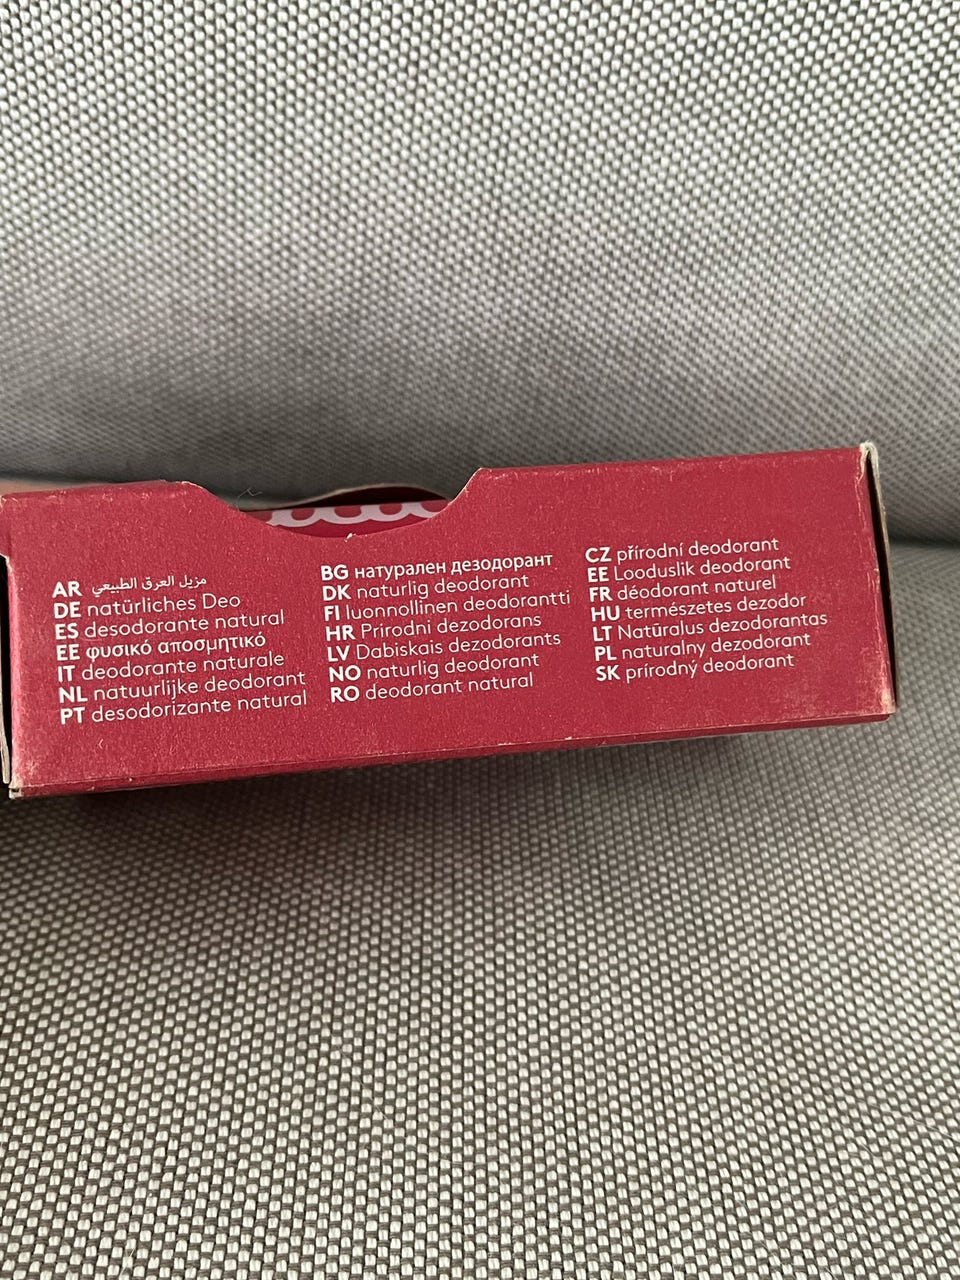 AR مزيل العرق الطبيعي
DE natürliches Deo
ES desodorante natural
EE φυσικό αποσμητικό
IT deodorante naturale
NL natuurlijke deodorant
PT desodorizante natural
BG натурален дезодорант
DK naturlig deodorant
FI luonnollinen deodorantti
HR Prirodni dezodorans
LV Dabiskais dezodorants
NO naturlig deodorant
RO deodorant natural
CZ přírodní deodorant
EE Looduslik deodorant
FR déodorant naturel
HU természetes dezodor
LT Natūralus dezodorantas
PL naturalny dezodorant
SK prírodný deodorant